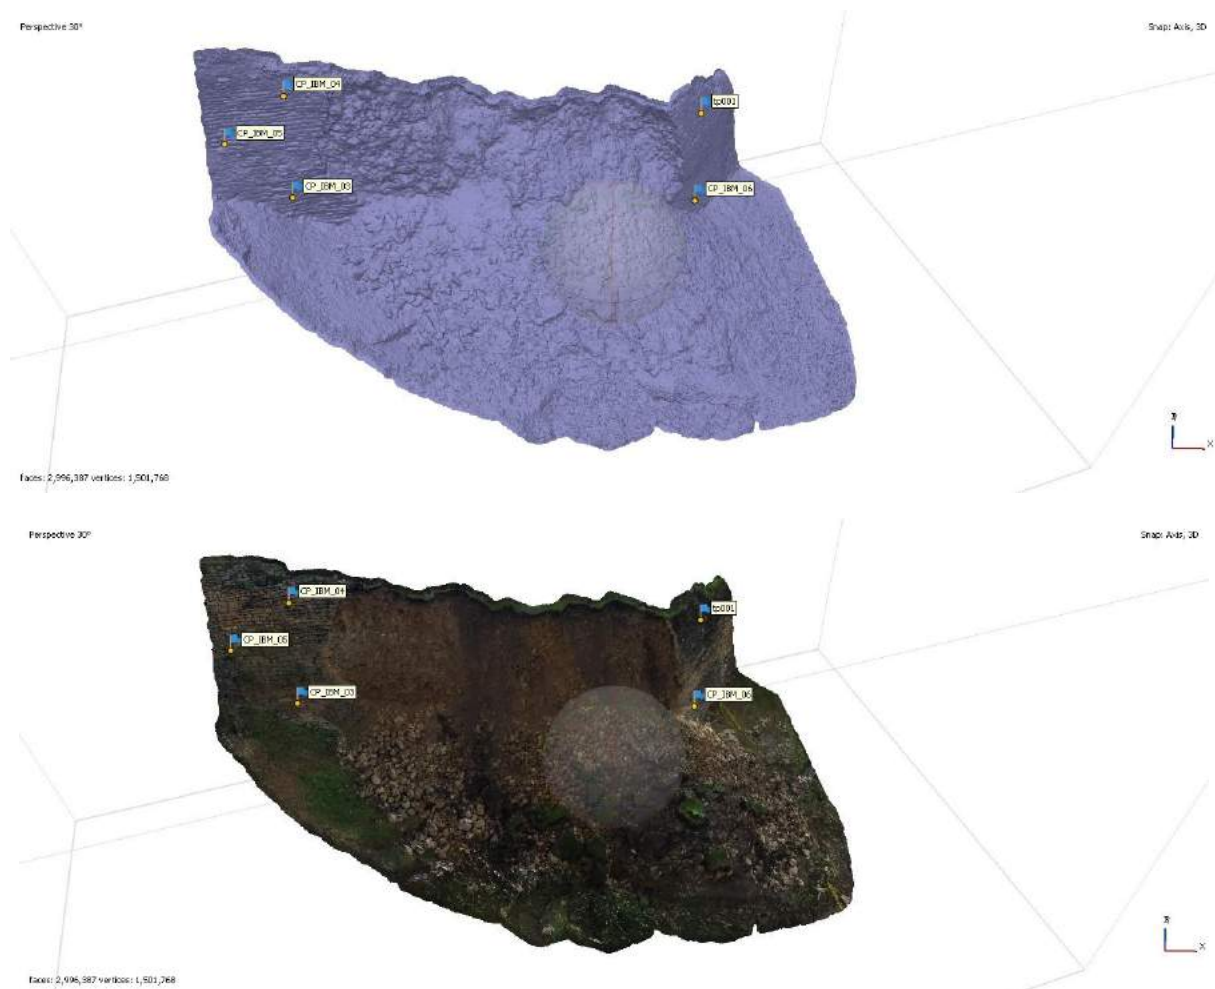 Perspective 30°
Snap: Axis, 3D
CP_IBM_04
tp001
CP_IBM_05
CP_IBM_03
CP_IBM_06
X
faces: 2,996,387 vertices: 1,501,768
Perspective 30°
Snap: Axis, 3D
CP_IBM_04
tp001
CP_IBM_05
CP_IBM_03
CP_IBM_06
X
faces: 2,996,387 vertices: 1,501,768